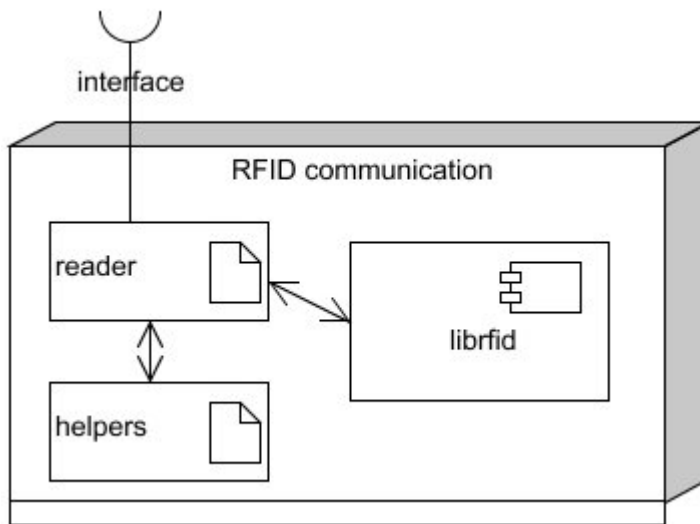 interface
RFID communication
reader
librfid
helpers